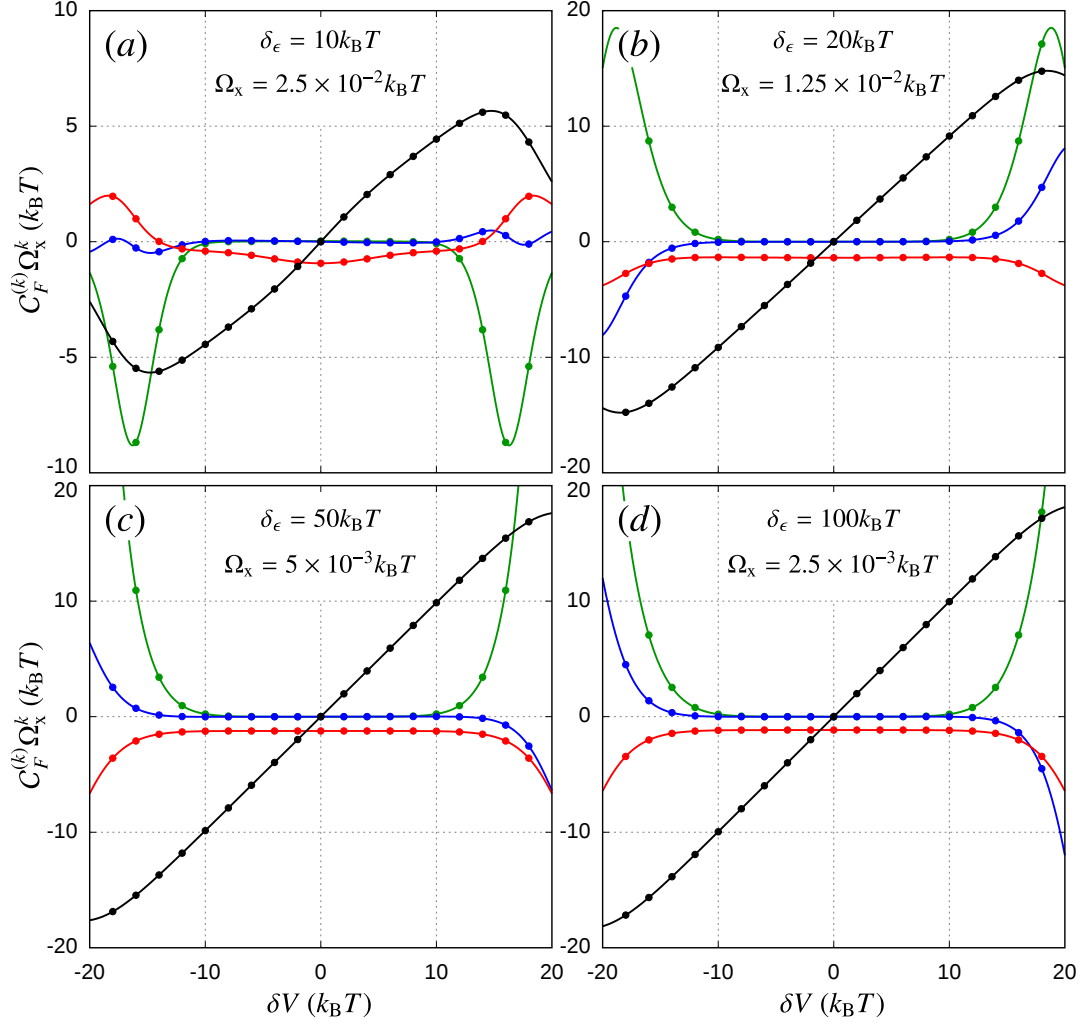 (a)
δ_ϵ = 10k_BT
Ω_x = 2.5 × 10^−2 k_BT
10
5
0
-5
-10
C_F^(k) Ω_x^k (k_BT)
(b)
δ_ϵ = 20k_BT
Ω_x = 1.25 × 10^−2 k_BT
20
10
0
-10
-20
(c)
δ_ϵ = 50k_BT
Ω_x = 5 × 10^−3 k_BT
20
10
0
-10
-20
C_F^(k) Ω_x^k (k_BT)
-20 -10 0 10 20
δV (k_BT)
(d)
δ_ϵ = 100k_BT
Ω_x = 2.5 × 10^−3 k_BT
20
10
0
-10
-20
-20 -10 0 10 20
δV (k_BT)